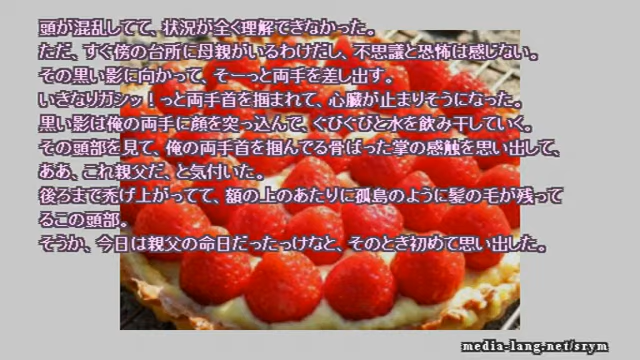 頭が混乱してて、状況が全く理解できなかった。
ただ、すぐ傍の台所に母親がいるわけだし、不思議と恐怖は感じない。
その黒い影に向かって、そーっと両手を差し出す。
いきなりガシッ！っと両手首を掴まれて、心臓が止まりそうになった。
黒い影は俺の両手に顔を突っ込んで、ぐびぐびと水を飲み干していく。
その頭部を見て、俺の両手首を掴んでる骨ばった掌の感触を思い出して、
ああ、これ親父だ、と気付いた。
後ろまで禿げ上がってて、額の上のあたりに孤島のように髪の毛が残って
るこの頭部。
そうか、今日は親父の命日だったっけなと、そのとき初めて思い出した。
media-lang-net/srym